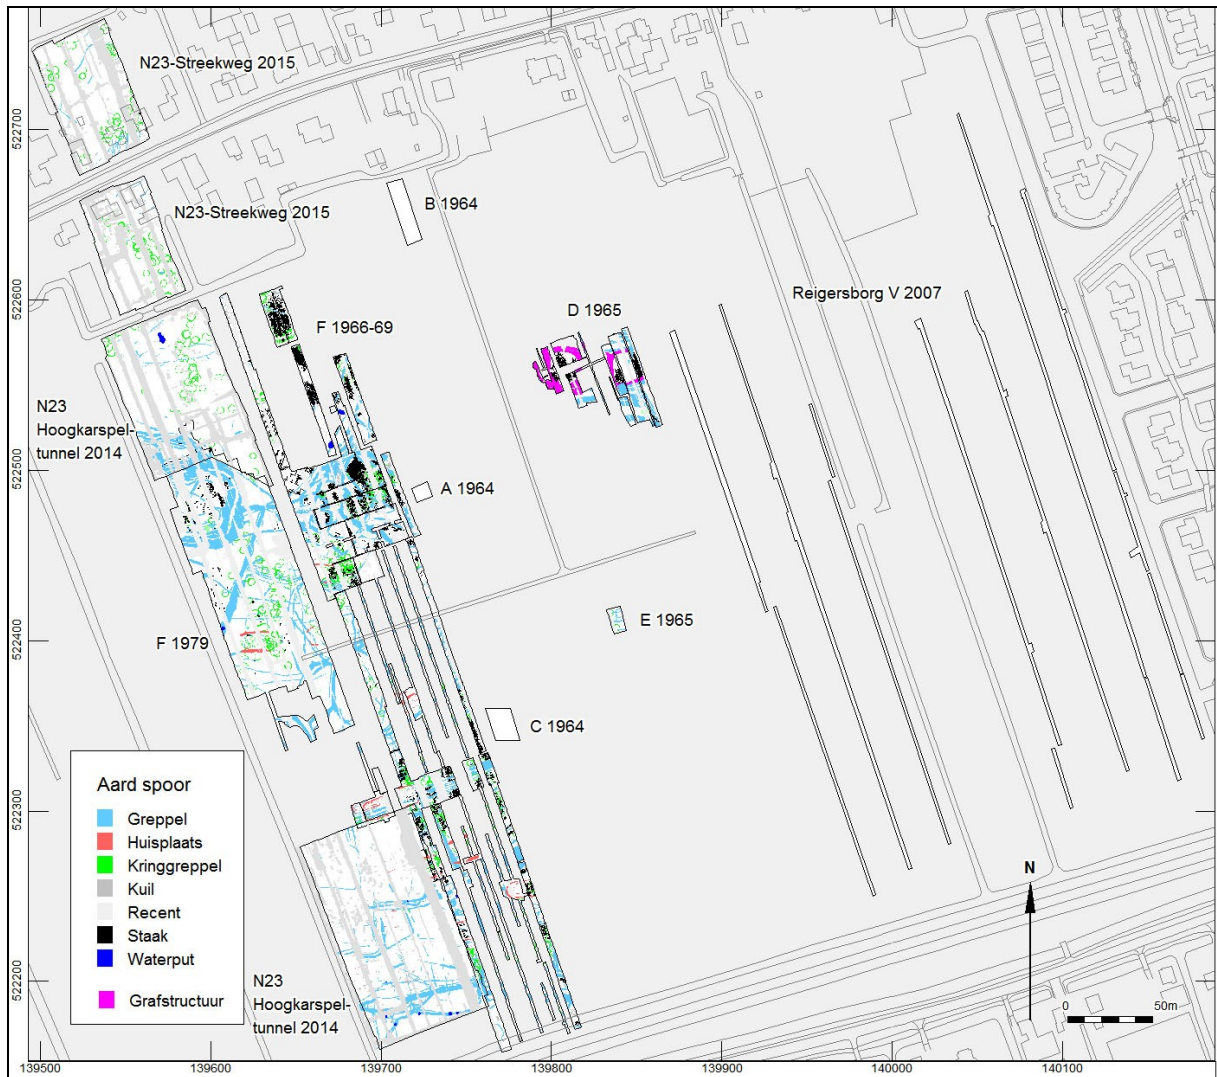 N23-Streekweg 2015
N23-Streekweg 2015
B 1964
F 1966-69
D 1965
Reigersborg V 2007
N23
Hoogkarspel-
tunnel 2014
A 1964
E 1965
F 1979
C 1964
N23
Hoogkarspel-
tunnel 2014
Aard spoor
Greppel
Huisplaats
Kringgreppel
Kuil
Recent
Staak
Waterput
Grafstructuur
N
0 50m
522700
522600
522500
522400
522300
522200
139500 139600 139700 139800 139900 140000 140100